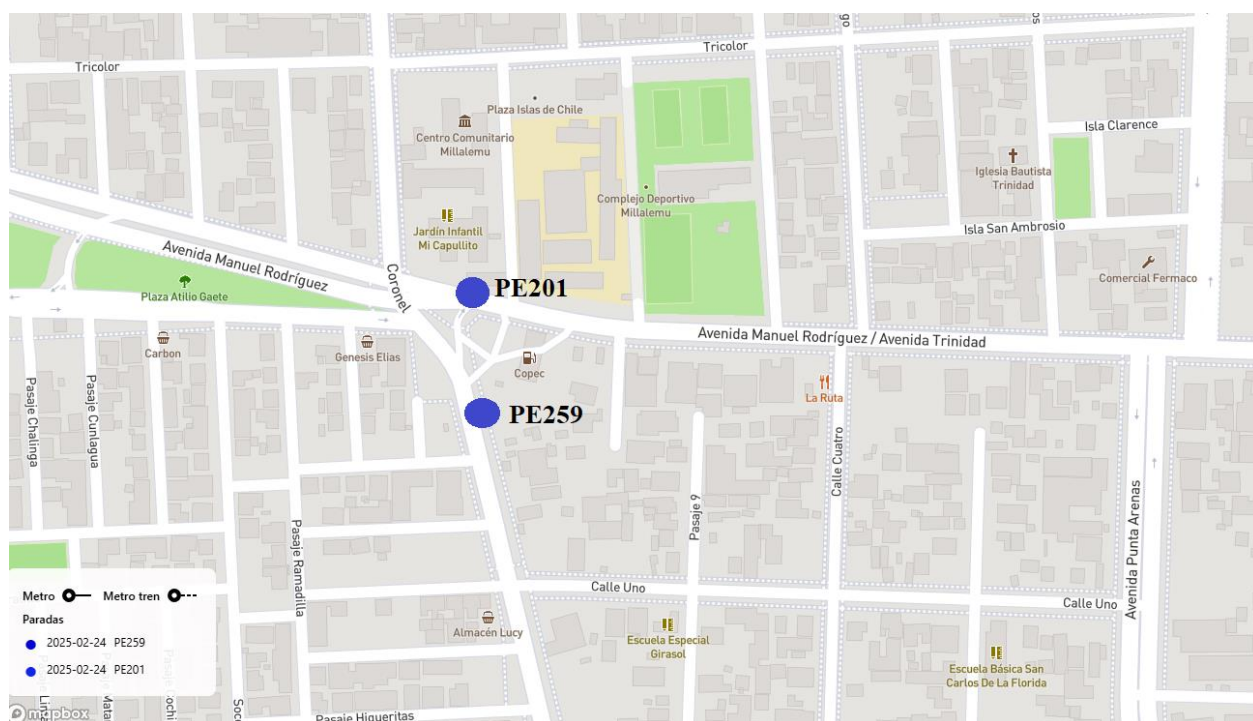 Tricolor
Tricolor
Plaza Islas de Chile
Centro Comunitario
Millalemu
Isla Clarence
Iglesia Bautista
Trinidad
Complejo Deportivo
Millalemu
Jardín Infantil
Mi Capullito
Isla San Ambrosio
Avenida Manuel Rodríguez
Coronel
Comercial Fermaco
Plaza Atilio Gaete
PE201
Avenida Manuel Rodríguez / Avenida Trinidad
Carbon
Genesis Elias
Copec
La Ruta
PE259
Pasaje Chalinga
Pasaje Cunlagua
Calle Cuatro
Pasaje 9
Avenida Punta Arenas
Pasaje Ramadilla
Calle Uno
Calle Uno
Metro
Metro tren
Paradas
2025-02-24 PE259
2025-02-24 PE201
Almacén Lucy
Escuela Especial
Girasol
Escuela Básica San
Carlos De La Florida
Pasaje Higueritas
mapbox